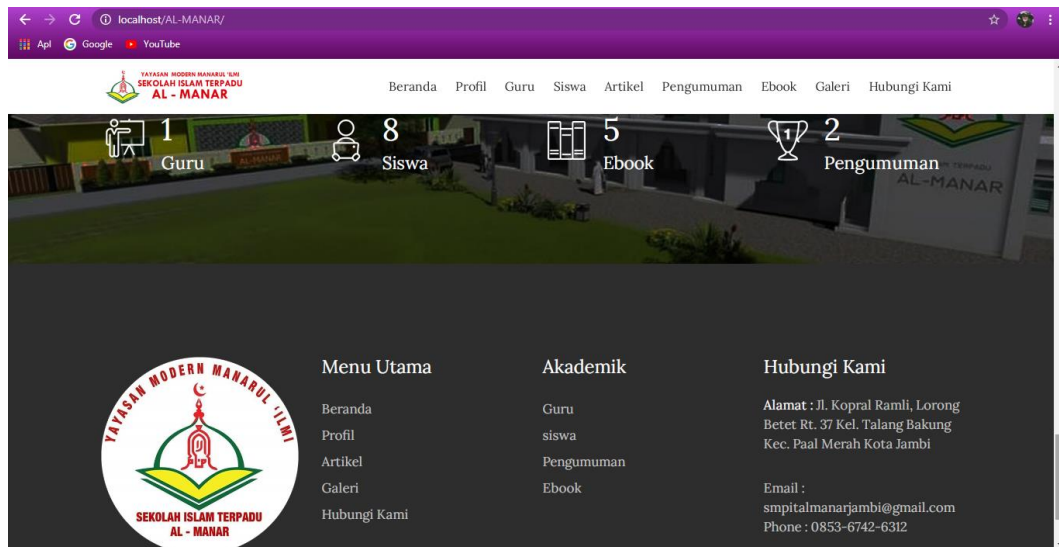 localhost/AL-MANAR/
Apl Google YouTube
YAYASAN MODERN MANARUL 'ILMI
SEKOLAH ISLAM TERPADU
AL - MANAR
Beranda Profil Guru Siswa Artikel Pengumuman Ebook Galeri Hubungi Kami
1
Guru
8
Siswa
5
Ebook
1
2
Pengumuman
AL-MANAR
AL-MANAR
YAYASAN MODERN MANARUL 'ILMI
SEKOLAH ISLAM TERPADU
AL - MANAR
Menu Utama
Beranda
Profil
Artikel
Galeri
Hubungi Kami
Akademik
Guru
siswa
Pengumuman
Ebook
Hubungi Kami
Alamat : Jl. Kopral Ramli, Lorong
Betet Rt. 37 Kel. Talang Bakung
Kec. Paal Merah Kota Jambi
Email :
smpitalmanarjambi@gmail.com
Phone : 0853-6742-6312